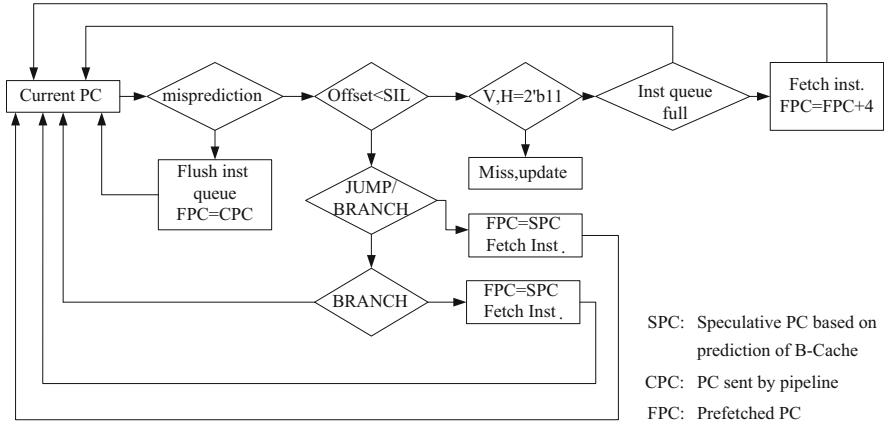 Current PC
misprediction
Offset<SIL
V,H=2'b11
Inst queue
full
Fetch inst.
FPC=FPC+4
Flush inst
queue
FPC=CPC
Miss,update
JUMP/
BRANCH
FPC=SPC
Fetch Inst .
BRANCH
FPC=SPC
Fetch Inst .
SPC: Speculative PC based on
prediction of B-Cache
CPC: PC sent by pipeline
FPC: Prefetched PC